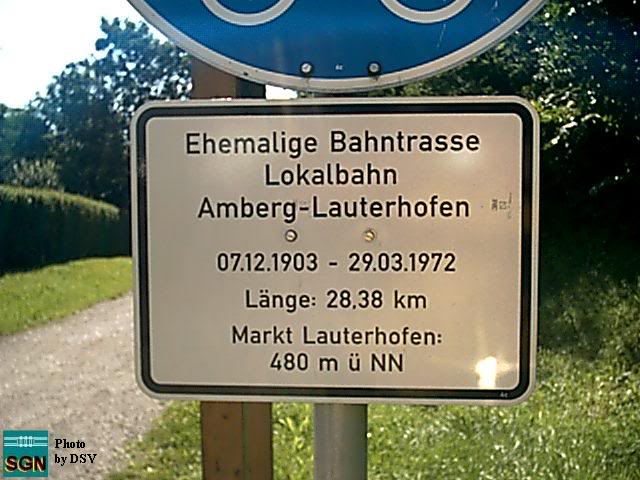 Ehemalige Bahntrasse
Lokalbahn
Amberg-Lauterhofen
07.12.1903 - 29.03.1972
Länge: 28,38 km
Markt Lauterhofen:
480 m ü NN
SGN
Photo
by DSV